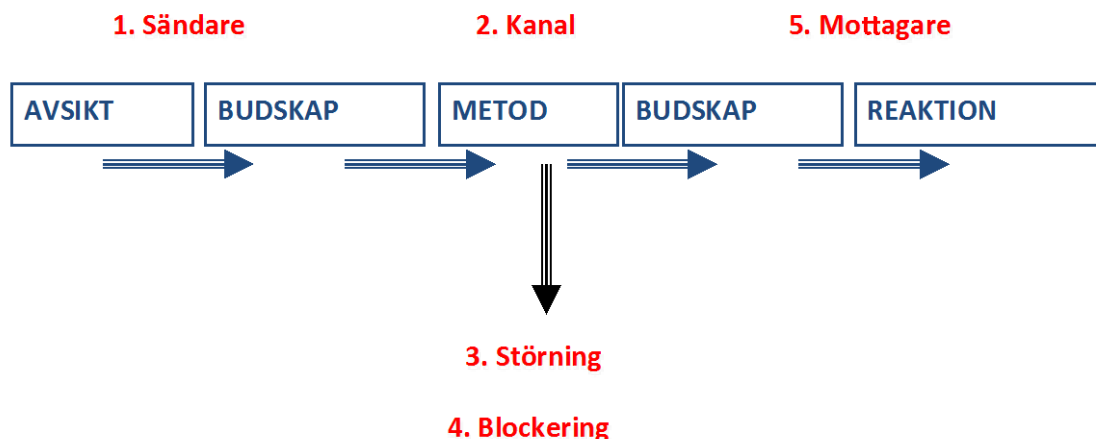 1. Sändare 2. Kanal 5. Mottagare
AVSIKT BUDSKAP METOD BUDSKAP REAKTION
3. Störning
4. Blockering